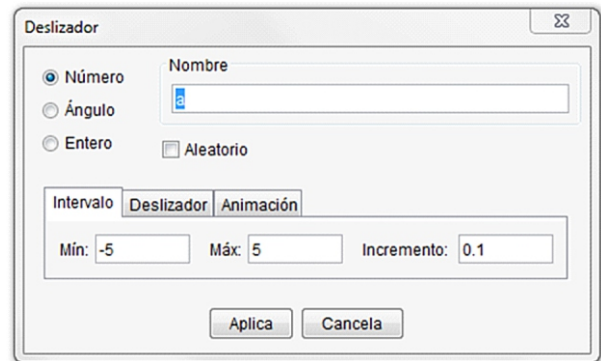 Deslizador
Número
Nombre
a
Ángulo
Entero
Aleatorio
Intervalo Deslizador Animación
Mín: -5 Máx: 5 Incremento: 0.1
Aplica Cancela